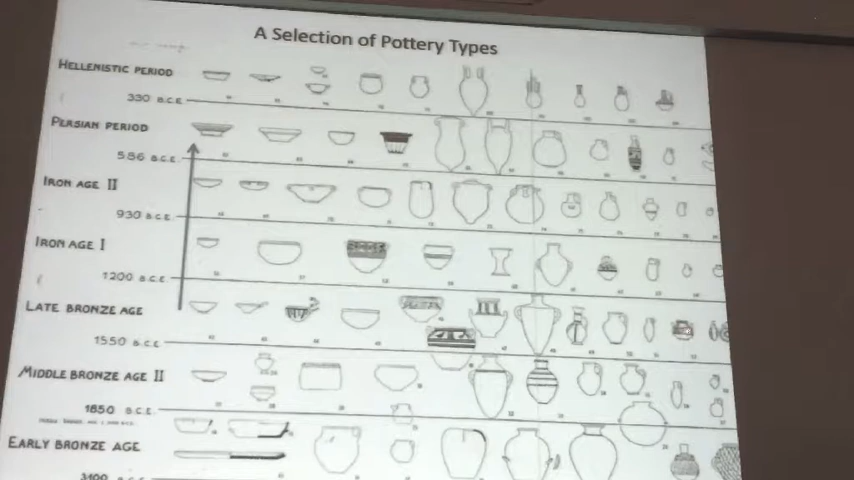 A Selection of Pottery Types
HELLENISTIC PERIOD
330 B.C.E.
PERSIAN PERIOD
586 B.C.E.
IRON AGE II
930 B.C.E.
IRON AGE I
1200 B.C.E.
LATE BRONZE AGE
1550 B.C.E.
MIDDLE BRONZE AGE II
1850 B.C.E.
EARLY BRONZE AGE
3100 B.C.E.